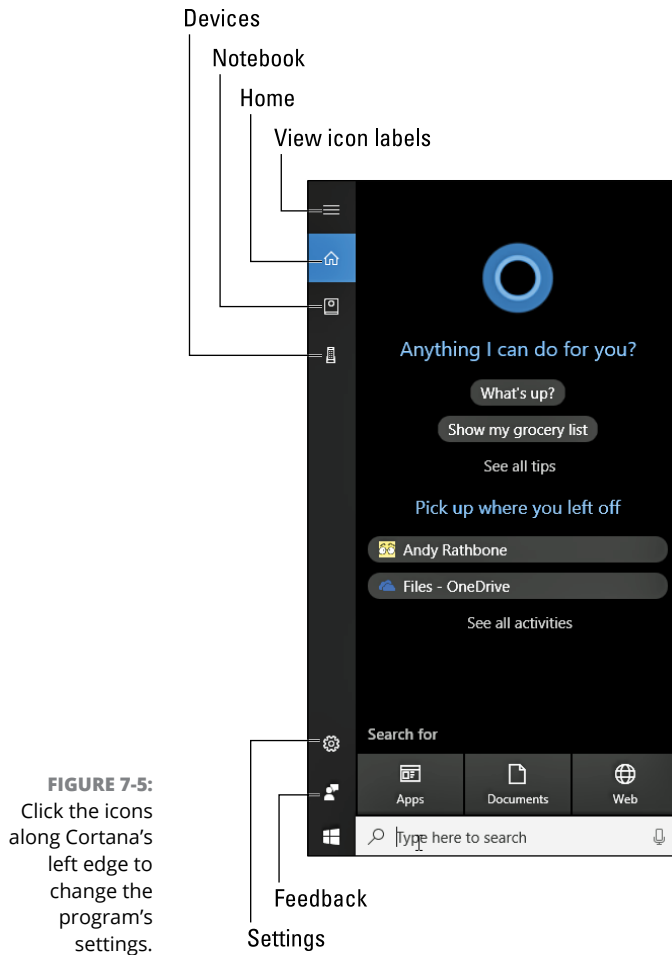 Devices
Notebook
Home
View icon labels
Anything I can do for you?
What's up?
Show my grocery list
See all tips
Pick up where you left off
Andy Rathbone
Files - OneDrive
See all activities
Search for
Apps Documents Web
Type here to search
Feedback
Settings
FIGURE 7-5:
Click the icons
along Cortana’s
left edge to
change the
program’s
settings.